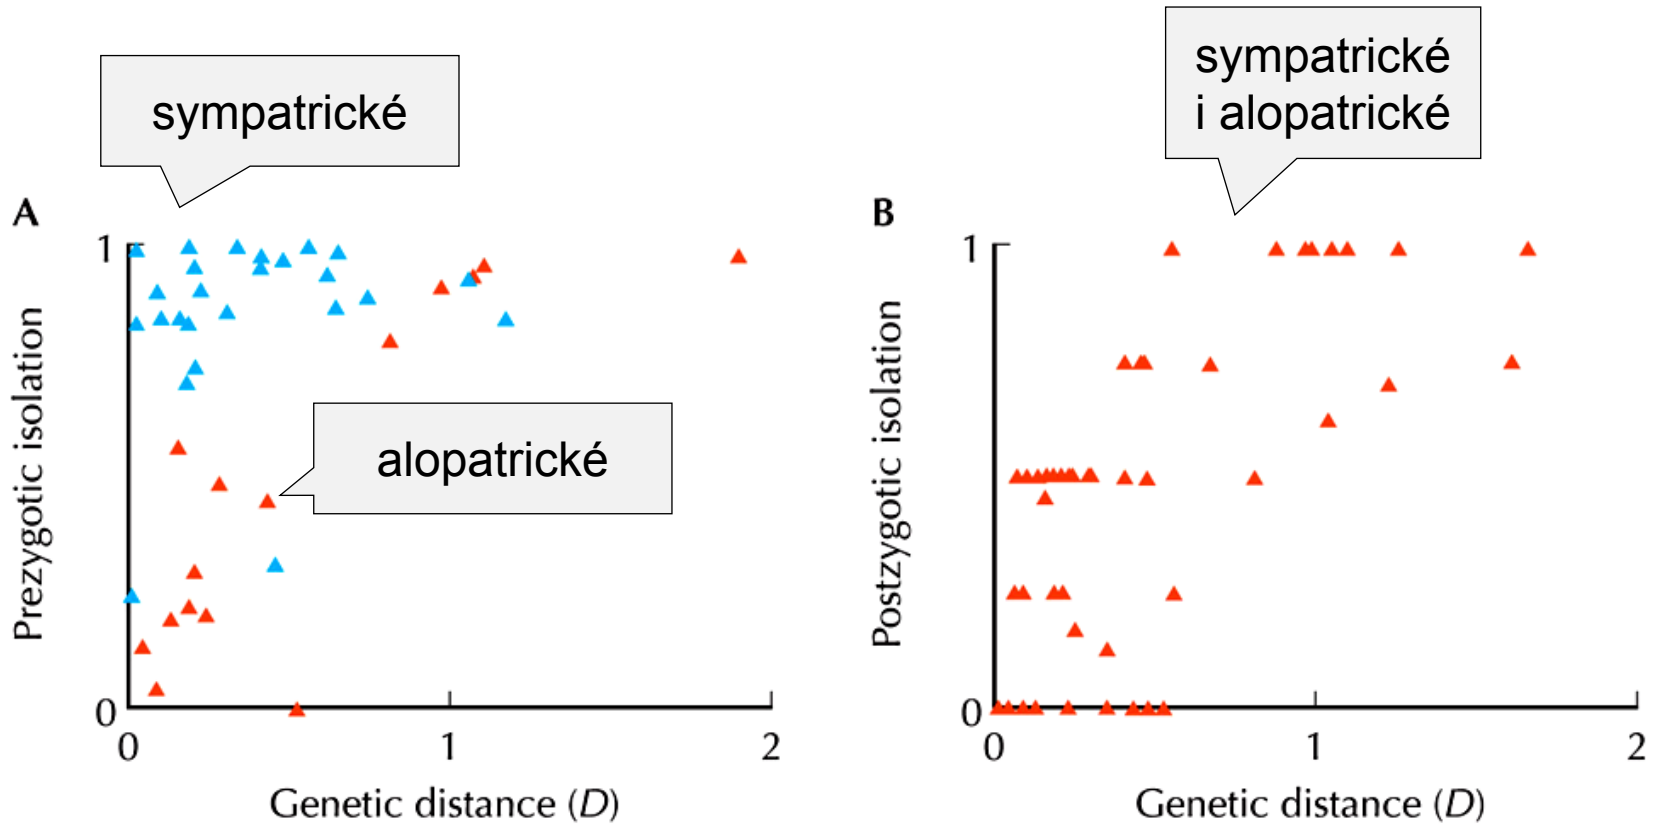 sympatrické
sympatrické
i alopatrické
A
1
Prezygotic isolation
alopatrické
0
0
1
2
Genetic distance (D)
B
1
Postzygotic isolation
0
0
1
2
Genetic distance (D)